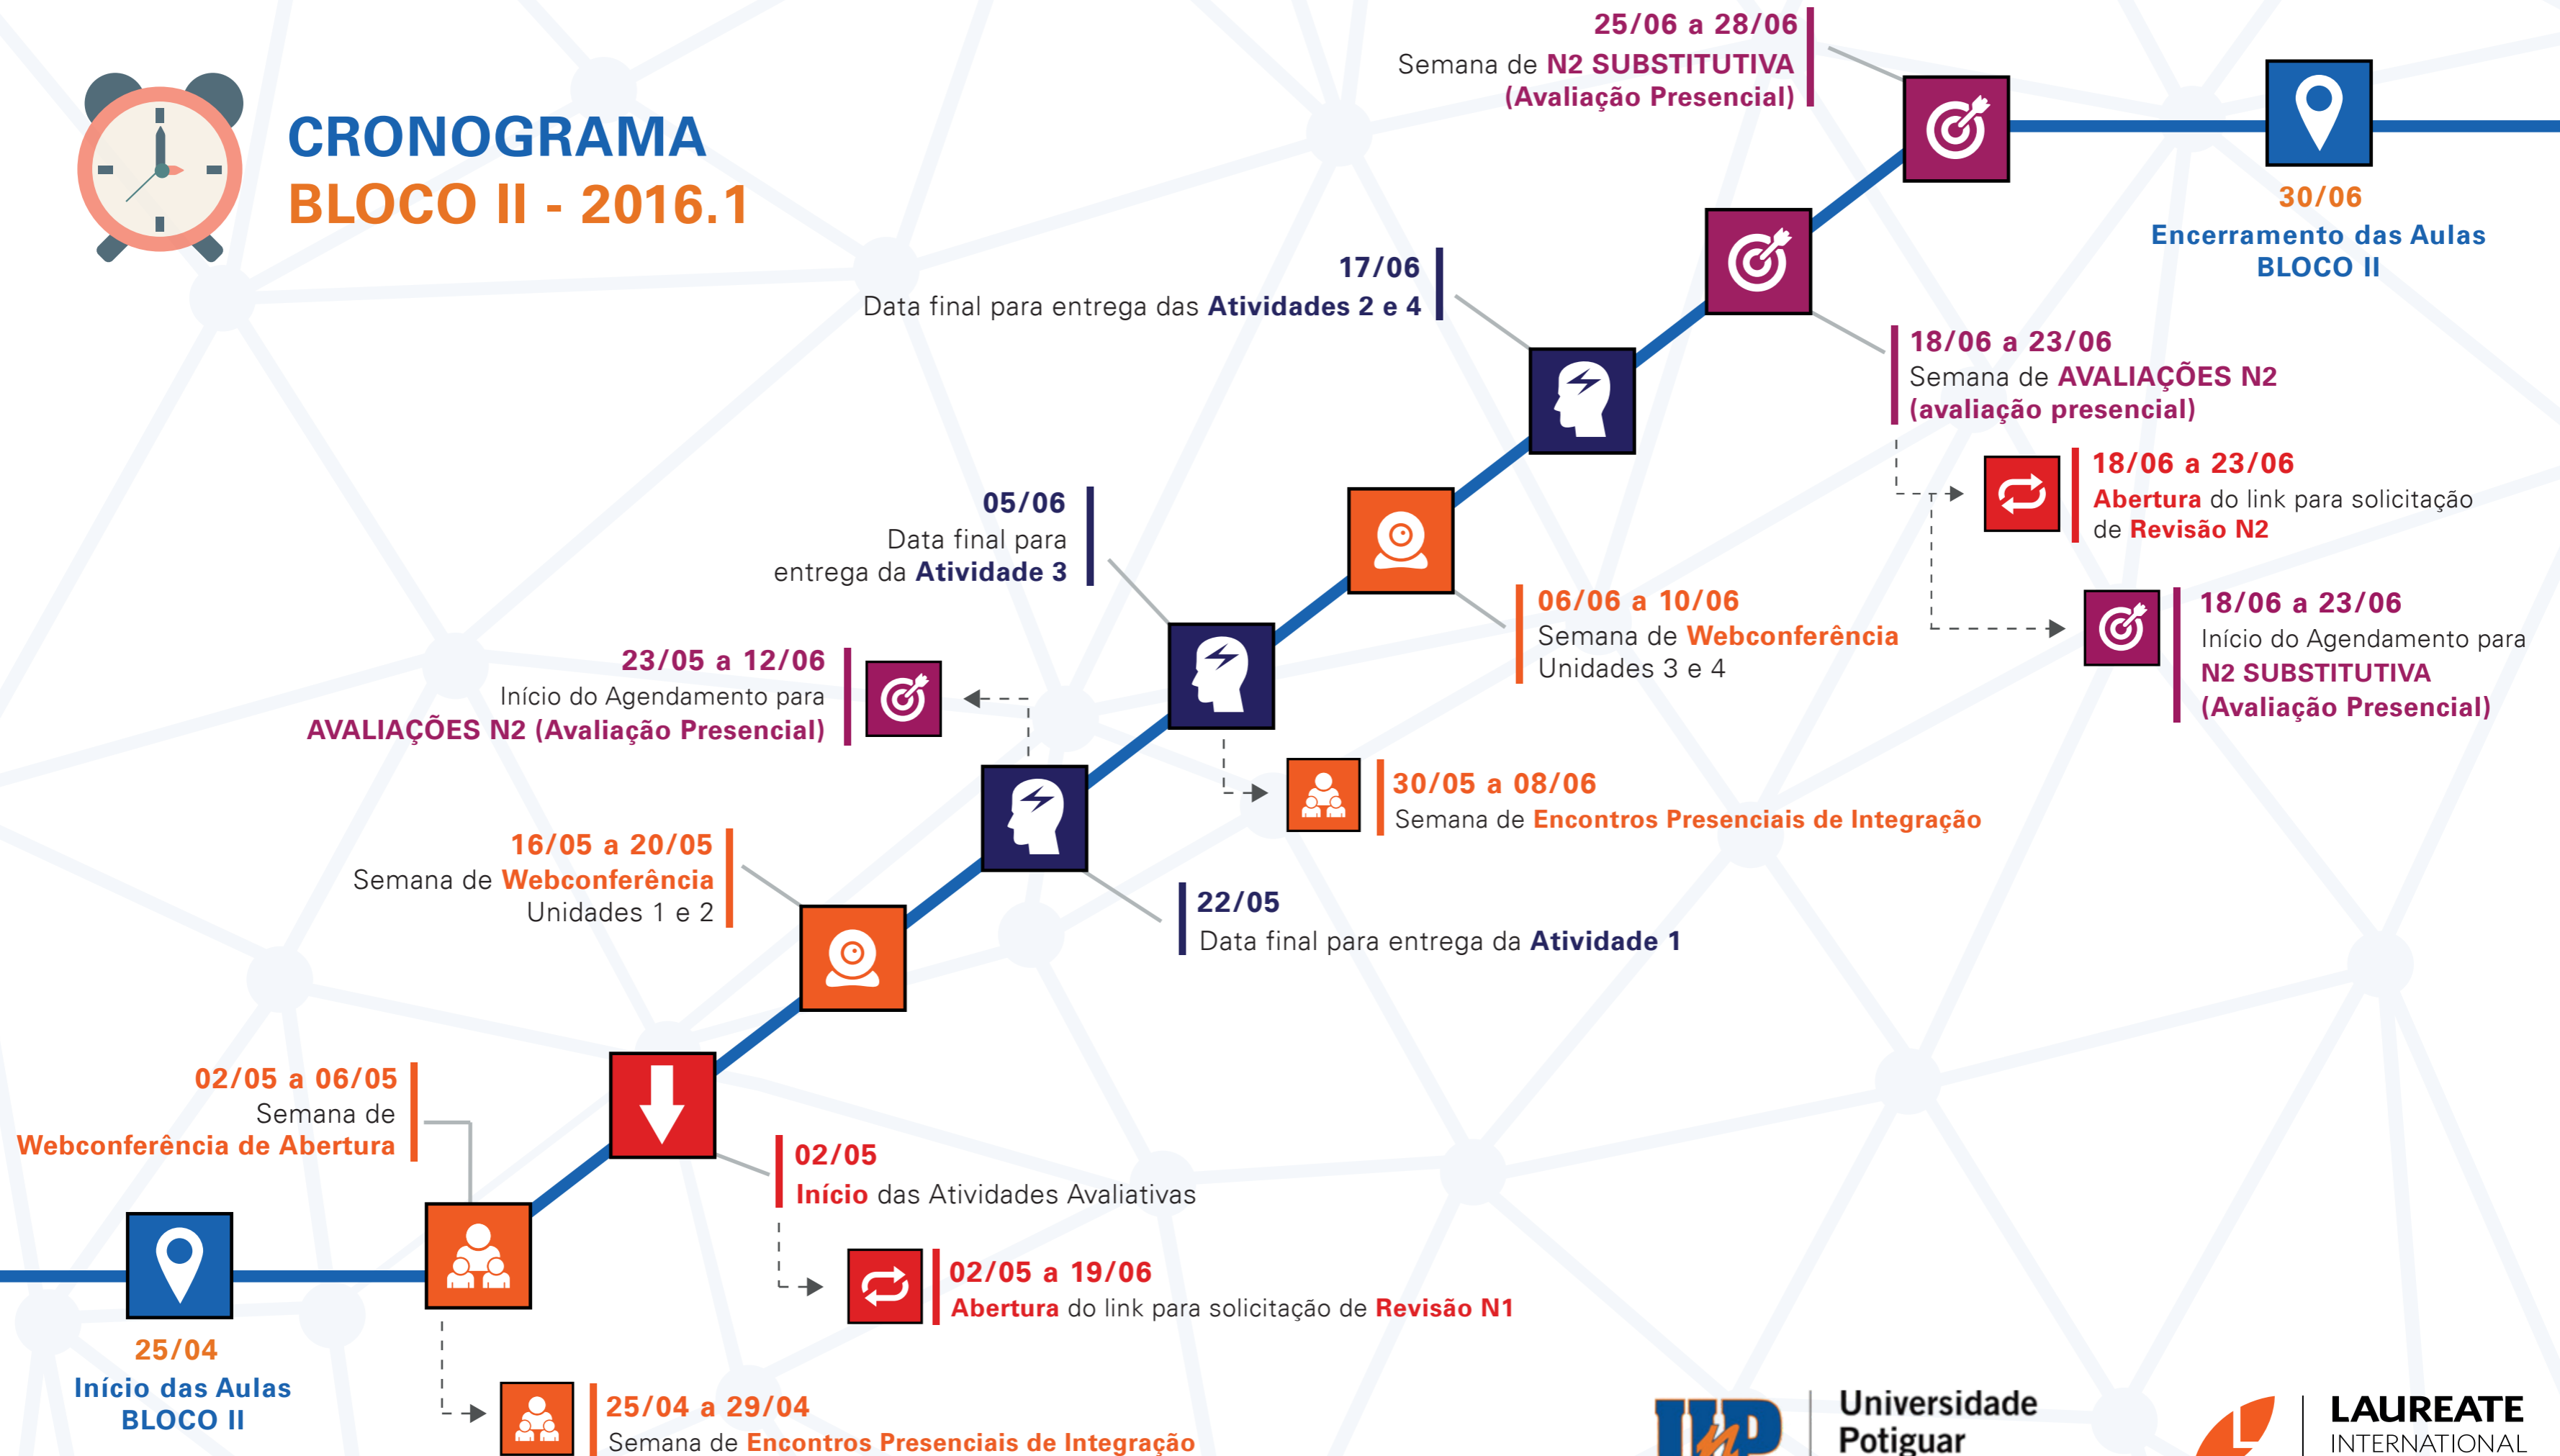 CRONOGRAMA
BLOCO II - 2016.1
25/06 a 28/06
Semana de N2 SUBSTITUTIVA
(Avaliação Presencial)
30/06
Encerramento das Aulas
BLOCO II
17/06
Data final para entrega das Atividades 2 e 4
18/06 a 23/06
Semana de AVALIAÇÕES N2
(avaliação presencial)
18/06 a 23/06
Abertura do link para solicitação
de Revisão N2
05/06
Data final para
entrega da Atividade 3
06/06 a 10/06
Semana de Webconferência
Unidades 3 e 4
18/06 a 23/06
Início do Agendamento para
N2 SUBSTITUTIVA
(Avaliação Presencial)
23/05 a 12/06
Início do Agendamento para
AVALIAÇÕES N2 (Avaliação Presencial)
30/05 a 08/06
Semana de Encontros Presenciais de Integração
16/05 a 20/05
Semana de Webconferência
Unidades 1 e 2
22/05
Data final para entrega da Atividade 1
02/05 a 06/05
Semana de
Webconferência de Abertura
02/05
Início das Atividades Avaliativas
02/05 a 19/06
Abertura do link para solicitação de Revisão N1
25/04
Início das Aulas
BLOCO II
25/04 a 29/04
Semana de Encontros Presenciais de Integração
UnP
Universidade
Potiguar
LAUREATE
INTERNATIONAL